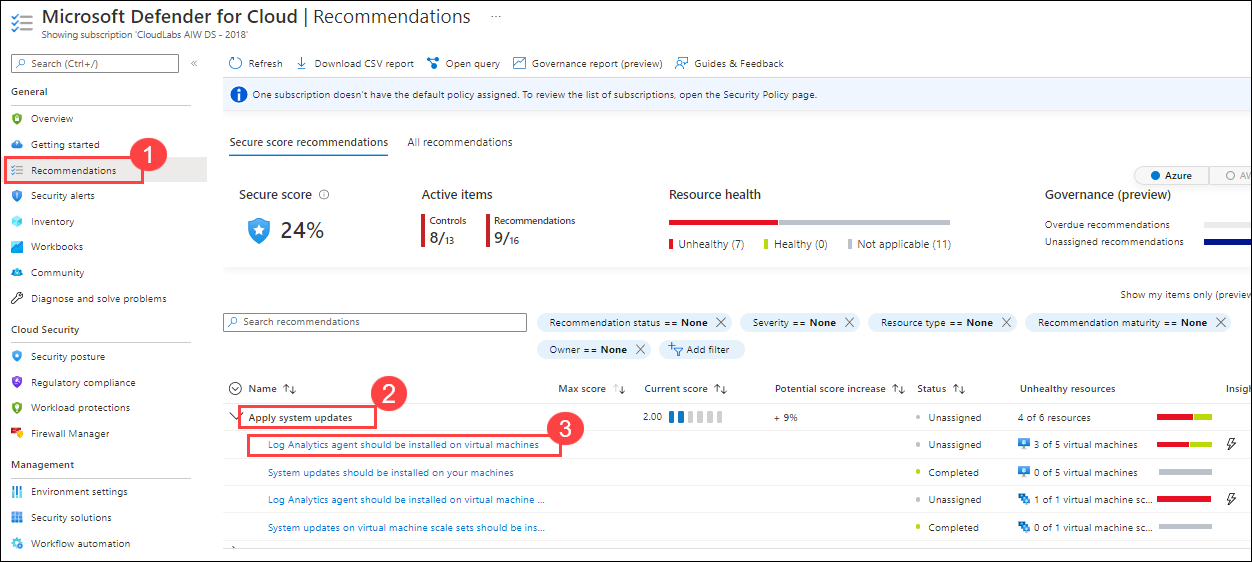 Microsoft Defender for Cloud | Recommendations ...
Showing subscription 'CloudLabs AIW DS - 2018'
Search (Ctrl+/) «
Refresh Download CSV report Open query Governance report (preview) Guides & Feedback
General
One subscription doesn't have the default policy assigned. To review the list of subscriptions, open the Security Policy page.
Overview
Getting started
1
Recommendations
Security alerts
Inventory
Workbooks
Community
Diagnose and solve problems
Cloud Security
Security posture
Regulatory compliance
Workload protections
Firewall Manager
Management
Environment settings
Security solutions
Workflow automation
Secure score recommendations All recommendations
Azure AW
Secure score Active items Resource health Governance (preview)
24%
Controls Recommendations
8/13 9/16
Unhealthy (7) Healthy (0) Not applicable (11)
Overdue recommendations
Unassigned recommendations
Show my items only (preview
Search recommendations
Recommendation status == None Severity == None Resource type == None Recommendation maturity == None
Owner == None Add filter
Name Max score Current score Potential score increase Status Unhealthy resources Insigh
2
Apply system updates 2.00 + 9% Unassigned 4 of 6 resources
3
Log Analytics agent should be installed on virtual machines Unassigned 3 of 5 virtual machines
System updates should be installed on your machines Completed 0 of 5 virtual machines
Log Analytics agent should be installed on virtual machine ... Unassigned 1 of 1 virtual machine sc...
System updates on virtual machine scale sets should be ins... Completed 0 of 1 virtual machine sc...